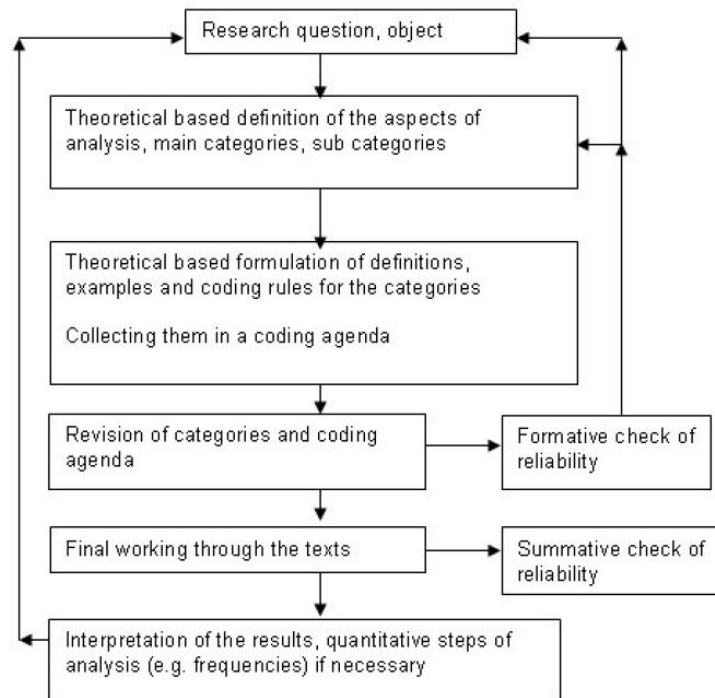 Research question, object
Theoretical based definition of the aspects of
analysis, main categories, sub categories
Theoretical based formulation of definitions,
examples and coding rules for the categories
Collecting them in a coding agenda
Revision of categories and coding
agenda
Formative check of
reliability
Final working through the texts
Summative check of
reliability
Interpretation of the results, quantitative steps of
analysis (e.g. frequencies) if necessary